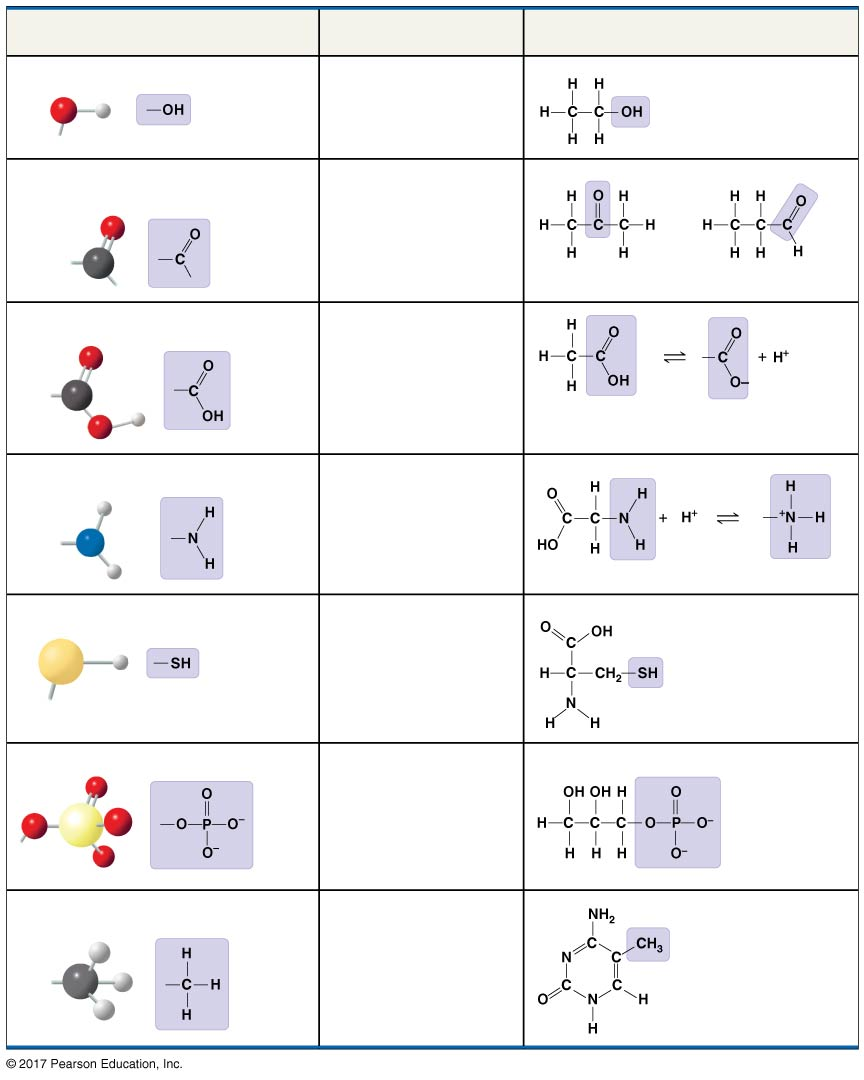 —OH
H H
H—C—C—OH
H H
O
—C
H O H
H—C—C—C—H
H H
H H O
H—C—C—C
H H H
O
—C
OH
H O
H—C—C
H OH
⇌
O
—C
O–
+ H⁺
H
—N
H
O H H
C—C—N
HO H H
+ H⁺ ⇌
H
—⁺N—H
H
—SH
O OH
C
H—C—CH₂—SH
N
H H
O
—O—P—O⁻
O⁻
OH OH H O
H—C—C—C—O—P—O⁻
H H H O⁻
H
—C—H
H
NH₂
C CH₃
N C
C C
O N H
H
© 2017 Pearson Education, Inc.